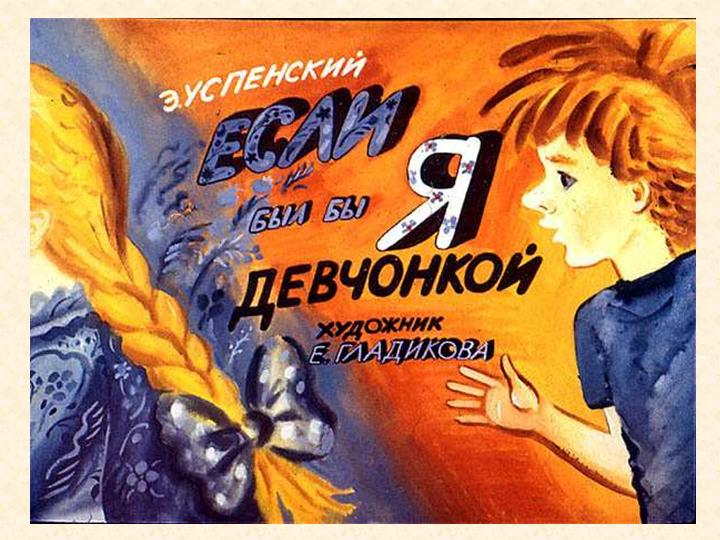 Э.УСПЕНСКИЙ
ЕСЛИ
БЫЛ БЫ Я
ДЕВЧОНКОЙ
ХУДОЖНИК
Е. ГЛАДИКОВА